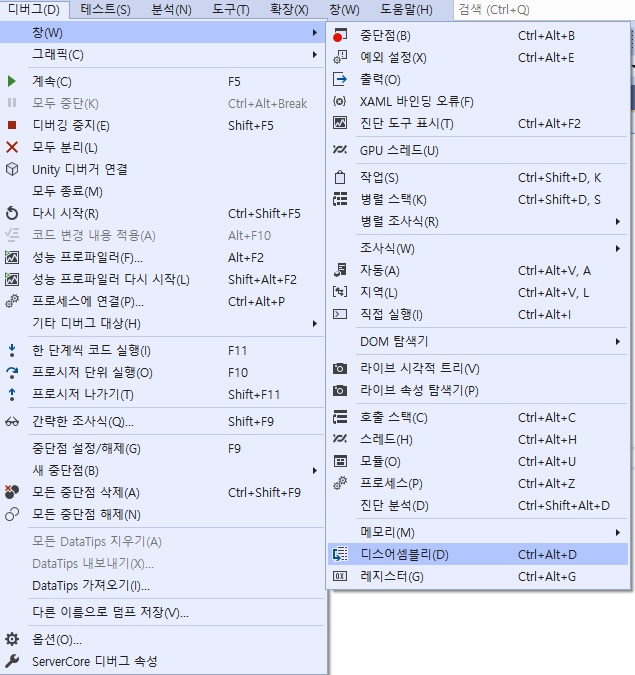 디버그(D) 테스트(S) 분석(N) 도구(T) 확장(X) 창(W) 도움말(H) 검색 (Ctrl+Q)
창(W)
그래픽(C)
계속(C) F5
모두 중단(K) Ctrl+Alt+Break
디버깅 중지(E) Shift+F5
모두 분리(L)
Unity 디버거 연결
모두 종료(M)
다시 시작(R) Ctrl+Shift+F5
코드 변경 내용 적용(A) Alt+F10
성능 프로파일러(F)... Alt+F2
성능 프로파일러 다시 시작(L) Shift+Alt+F2
프로세스에 연결(P)... Ctrl+Alt+P
기타 디버그 대상(H)
한 단계씩 코드 실행(I) F11
프로시저 단위 실행(O) F10
프로시저 나가기(T) Shift+F11
간략한 조사식(Q)... Shift+F9
중단점 설정/해제(G) F9
새 중단점(B)
모든 중단점 삭제(A) Ctrl+Shift+F9
모든 중단점 해제(N)
모든 DataTips 지우기(A)
DataTips 내보내기(X)...
DataTips 가져오기(I)...
다른 이름으로 덤프 저장(V)...
옵션(O)...
ServerCore 디버그 속성
중단점(B) Ctrl+Alt+B
예외 설정(X) Ctrl+Alt+E
출력(O)
XAML 바인딩 오류(F)
진단 도구 표시(T) Ctrl+Alt+F2
GPU 스레드(U)
작업(S) Ctrl+Shift+D, K
병렬 스택(K) Ctrl+Shift+D, S
병렬 조사식(R)
조사식(W)
자동(A) Ctrl+Alt+V, A
지역(L) Ctrl+Alt+V, L
직접 실행(I) Ctrl+Alt+I
DOM 탐색기
라이브 시각적 트리(V)
라이브 속성 탐색기(P)
호출 스택(C) Ctrl+Alt+C
스레드(H) Ctrl+Alt+H
모듈(O) Ctrl+Alt+U
프로세스(P) Ctrl+Alt+Z
진단 분석(D) Ctrl+Shift+Alt+D
메모리(M)
디스어셈블리(D) Ctrl+Alt+D
레지스터(G) Ctrl+Alt+G